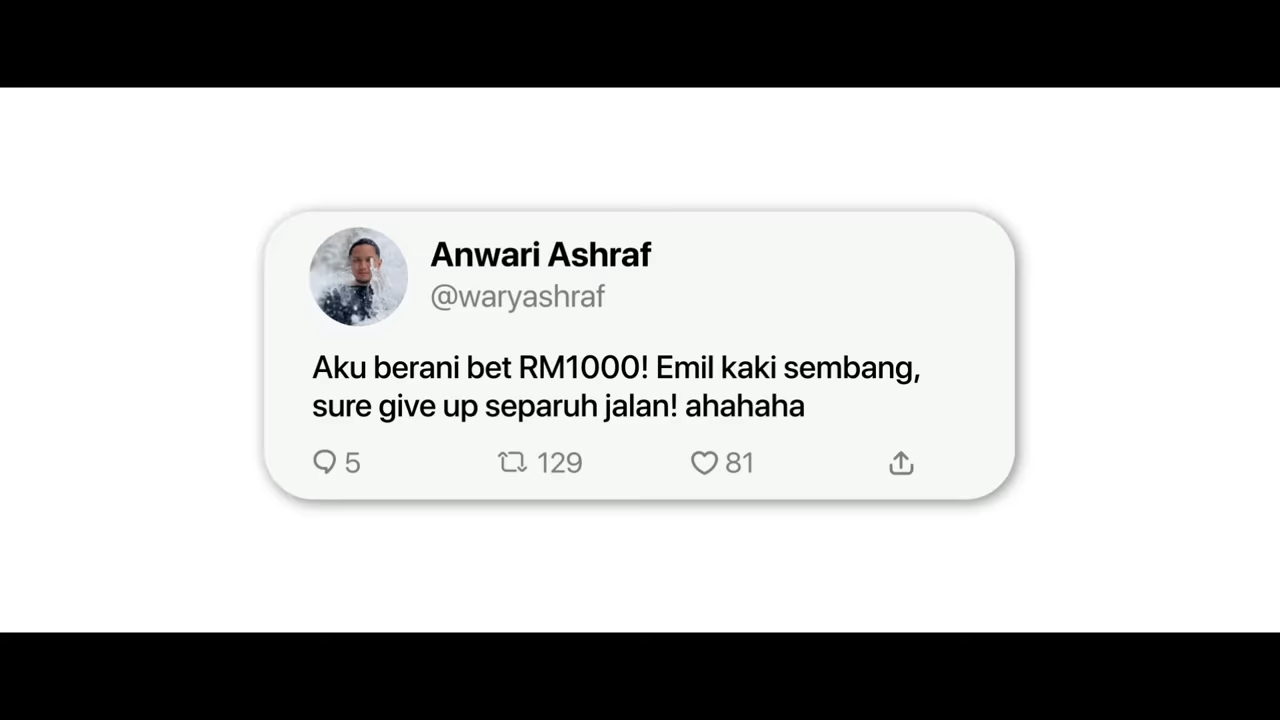 Anwari Ashraf
@waryashraf
Aku berani bet RM1000! Emil kaki sembang,
sure give up separuh jalan! ahahaha
5 129 81